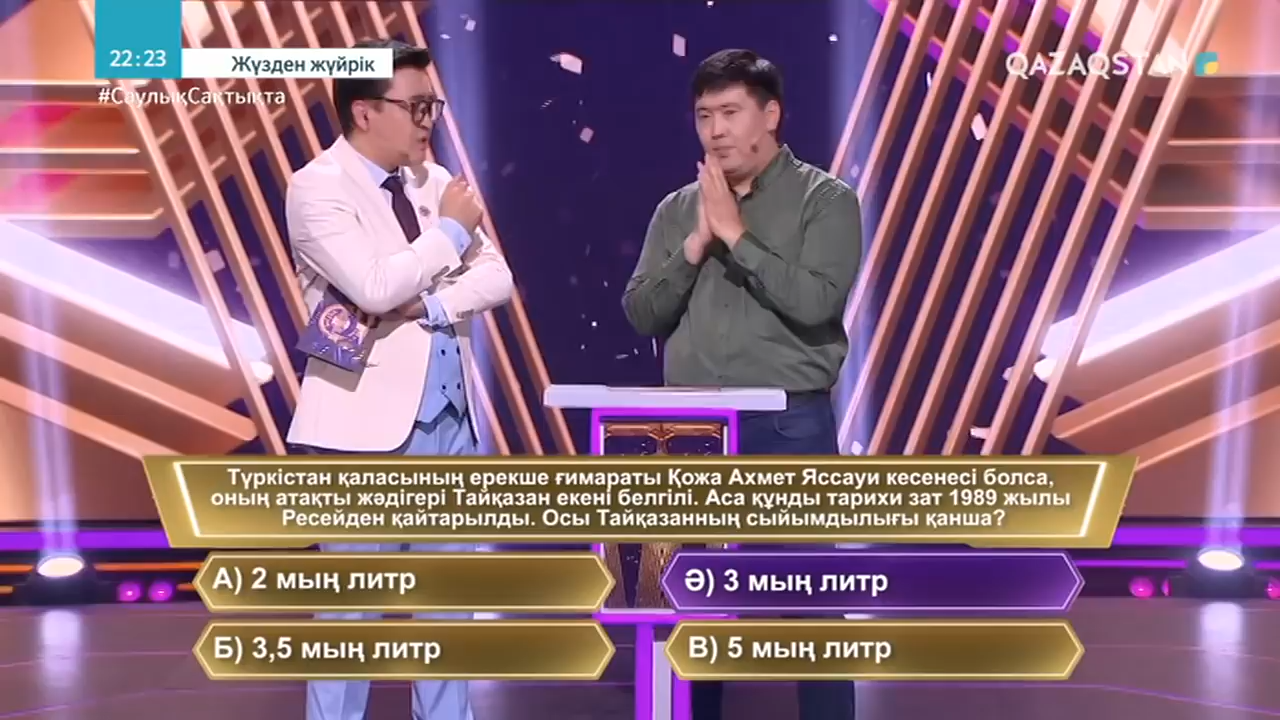 22:23
Жүзден жүйрік
QAZAQSTAN
#СаулықСақтықта
Түркістан қаласының ерекше ғимараты Қожа Ахмет Яссауи кесенесі болса,
оның атақты жәдігері Тайқазан екені белгілі. Аса құнды тарихи зат 1989 жылы
Ресейден қайтарылды. Осы Тайқазанның сыйымдылығы қанша?
А) 2 мың литр
Ә) 3 мың литр
Б) 3,5 мың литр
В) 5 мың литр